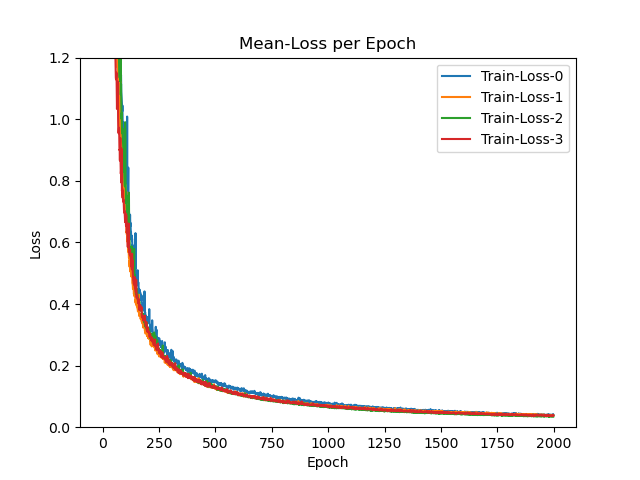 Mean-Loss per Epoch
1.2
1.0
0.8
0.6
0.4
0.2
0.0
Loss
Train-Loss-0
Train-Loss-1
Train-Loss-2
Train-Loss-3
0 250 500 750 1000 1250 1500 1750 2000
Epoch